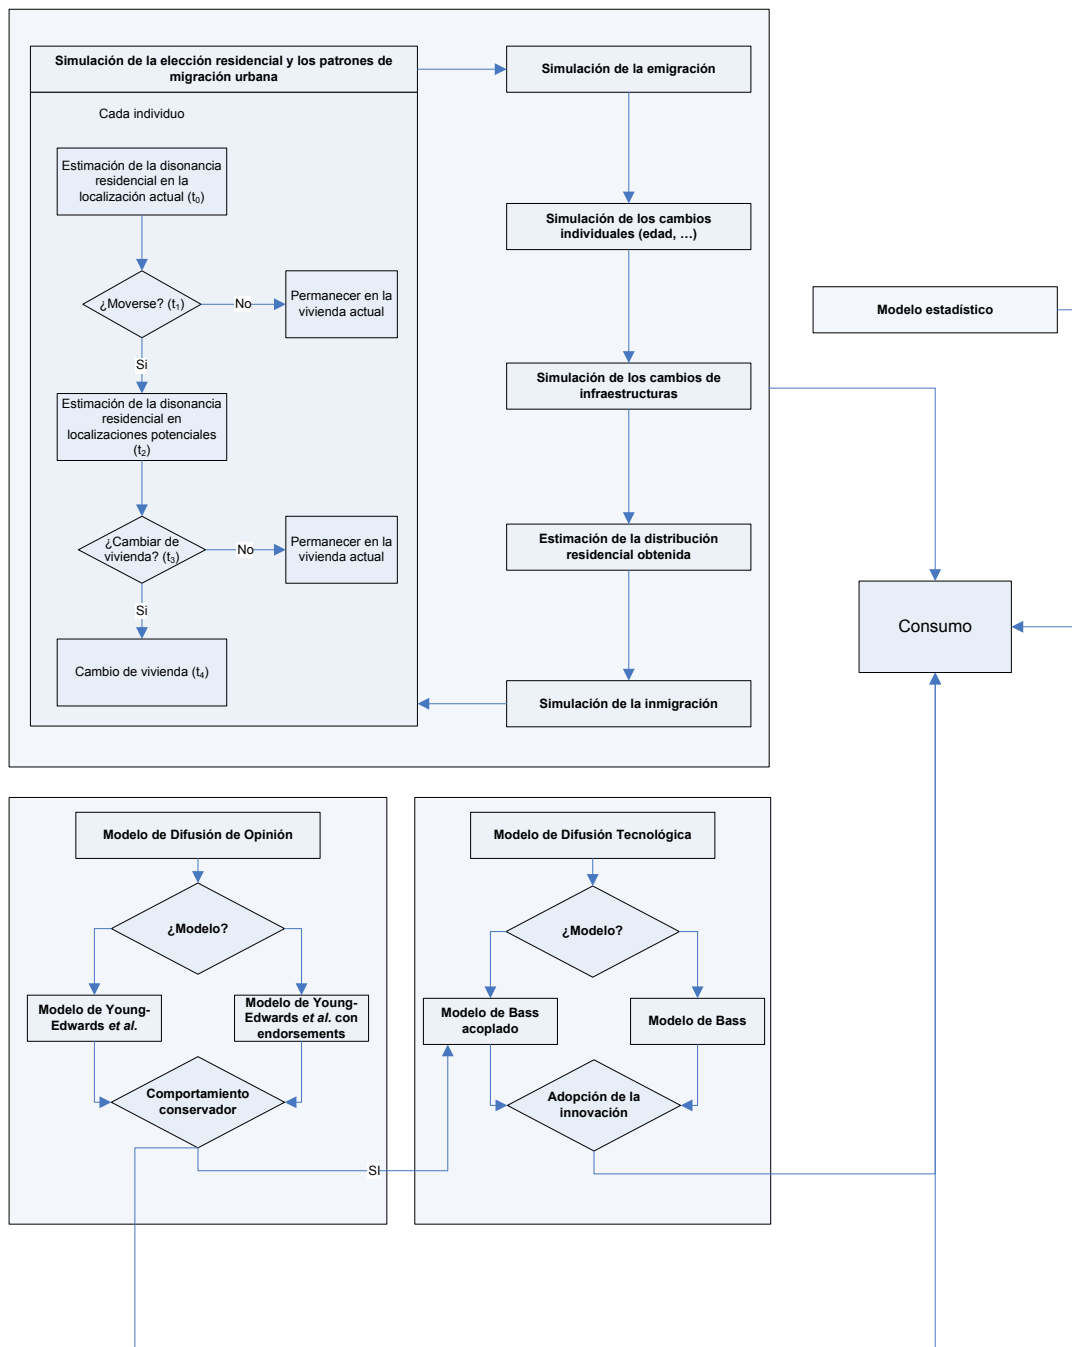 Simulación de la elección residencial y los patrones de
migración urbana
Cada individuo
Estimación de la disonancia
residencial en la
localización actual (t₀)
¿Moverse? (t₁)
No
Permanecer en la
vivienda actual
Si
Estimación de la disonancia
residencial en
localizaciones potenciales
(t₂)
¿Cambiar de
vivienda? (t₃)
No
Permanecer en la
vivienda actual
Si
Cambio de vivienda (t₄)
Simulación de la emigración
Simulación de los cambios
individuales (edad, ...)
Simulación de los cambios de
infraestructuras
Estimación de la distribución
residencial obtenida
Simulación de la inmigración
Modelo estadístico
Consumo
Modelo de Difusión de Opinión
¿Modelo?
Modelo de Young-
Edwards et al.
Modelo de Young-
Edwards et al. con
endorsements
Comportamiento
conservador
SI
Modelo de Difusión Tecnológica
¿Modelo?
Modelo de Bass
acoplado
Modelo de Bass
Adopción de la
innovación